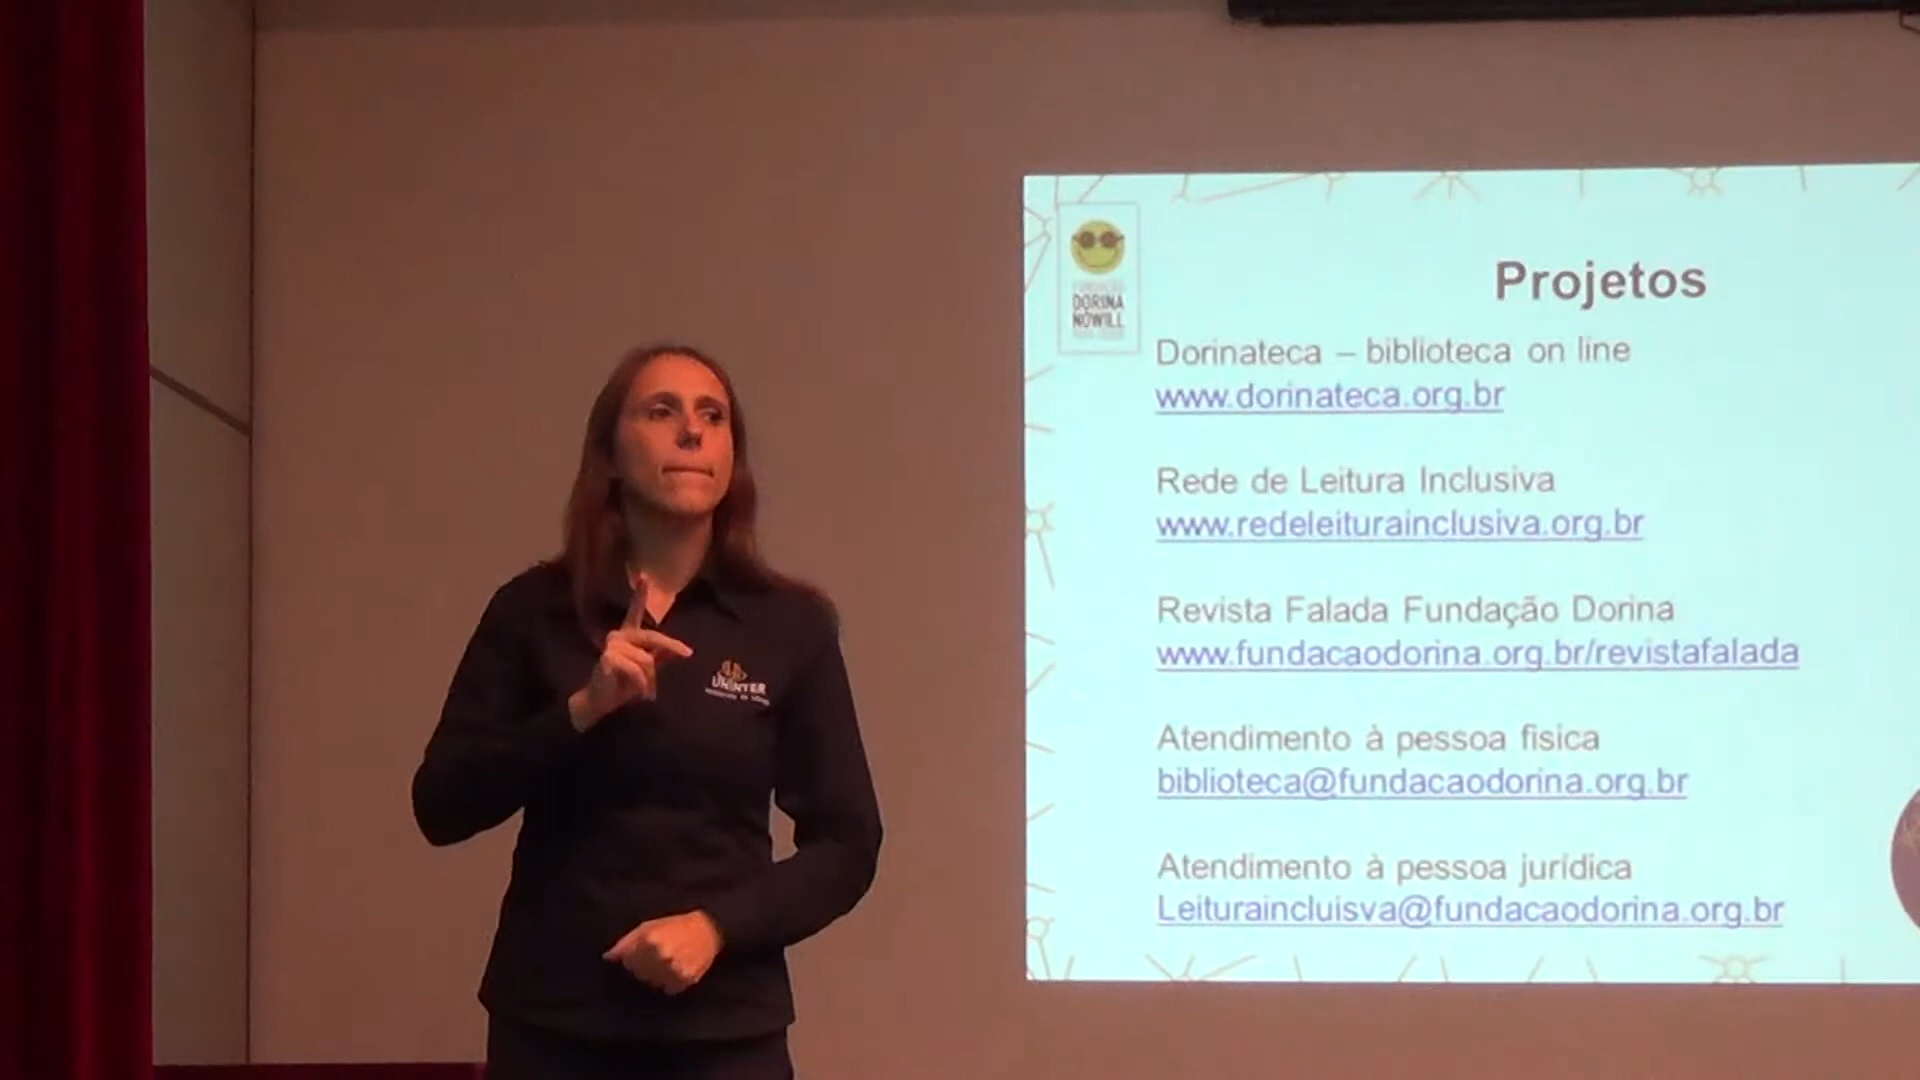 Projetos
DORINA
NOWILL
Dorinateca – biblioteca on line
www.dorinateca.org.br
Rede de Leitura Inclusiva
www.redeleiturainclusiva.org.br
Revista Falada Fundação Dorina
www.fundacaodorina.org.br/revistafalada
Atendimento à pessoa fisica
biblioteca@fundacaodorina.org.br
Atendimento à pessoa jurídica
Leituraincluisva@fundacaodorina.org.br
UNINTER